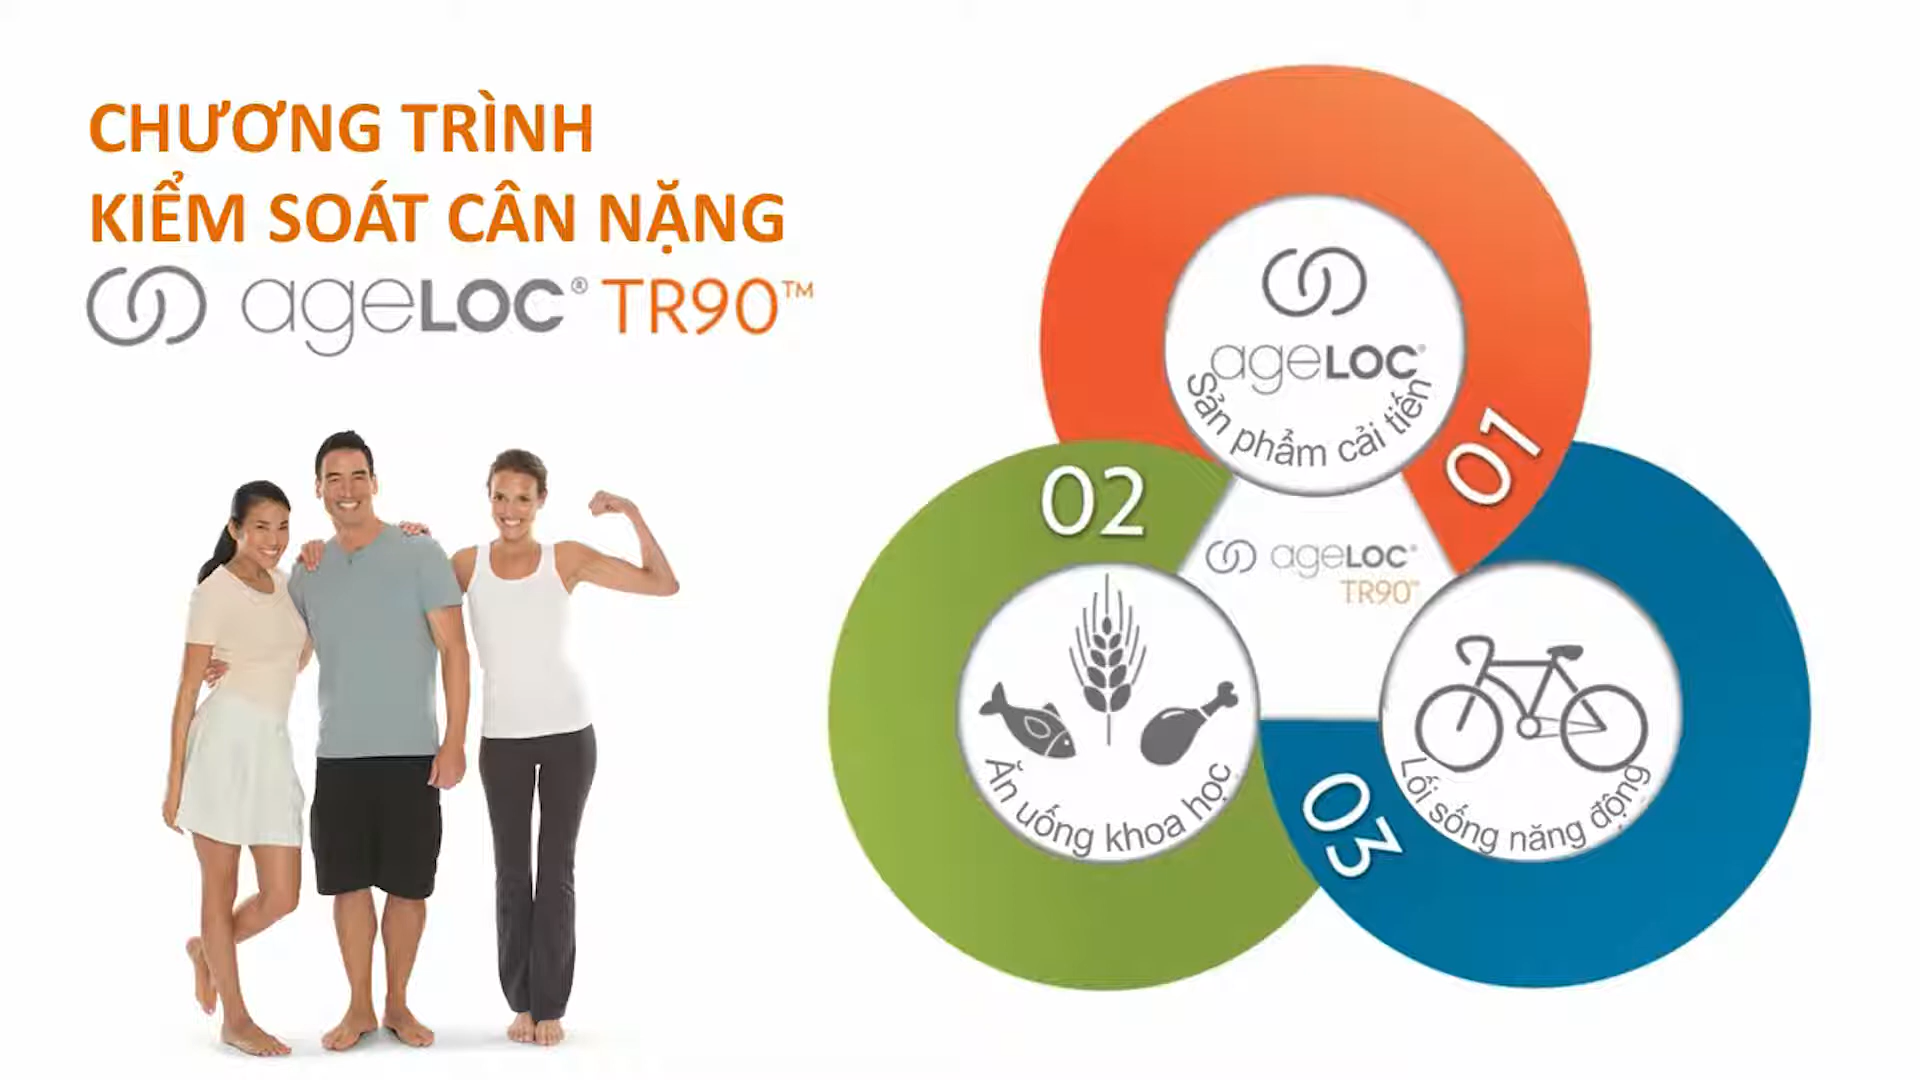 CHƯƠNG TRÌNH
KIỂM SOÁT CÂN NẶNG
ageLOC® TR90™
ageLOC®
Sản phẩm cải tiến
01
02
ageLOC®
TR90™
Ăn uống khoa học
03
Lối sống năng động